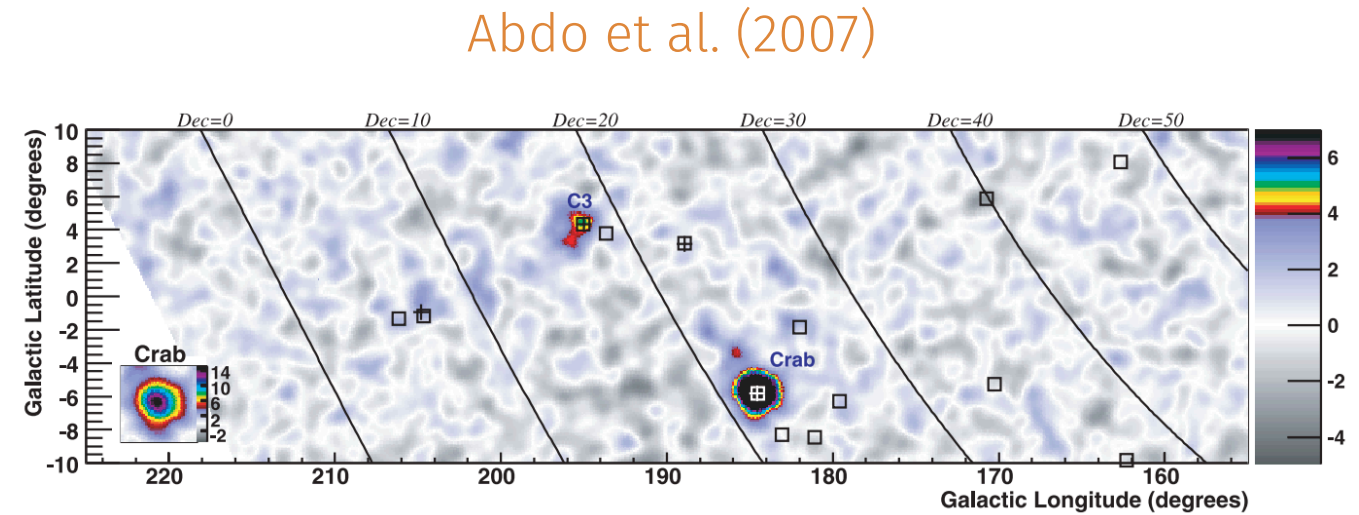 Abdo et al. (2007)
Dec=0 Dec=10 Dec=20 Dec=30 Dec=40 Dec=50
Galactic Latitude (degrees)
10
8
6
4
2
0
-2
-4
-6
-8
-10
C3
Crab
Crab
14
10
6
2
-2
6
4
2
0
-2
-4
220 210 200 190 180 170 160
Galactic Longitude (degrees)